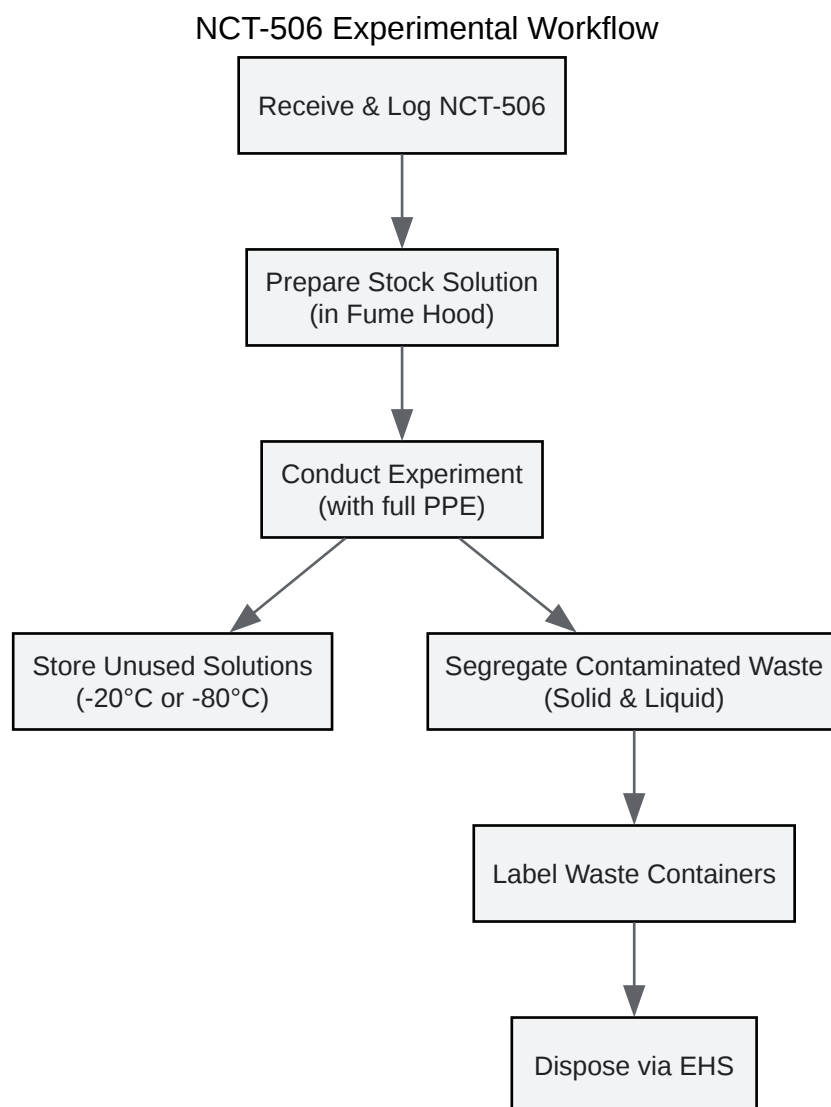 NCT-506 Experimental Workflow
Receive & Log NCT-506
Prepare Stock Solution
(in Fume Hood)
Conduct Experiment
(with full PPE)
Store Unused Solutions
(-20°C or -80°C)
Segregate Contaminated Waste
(Solid & Liquid)
Label Waste Containers
Dispose via EHS